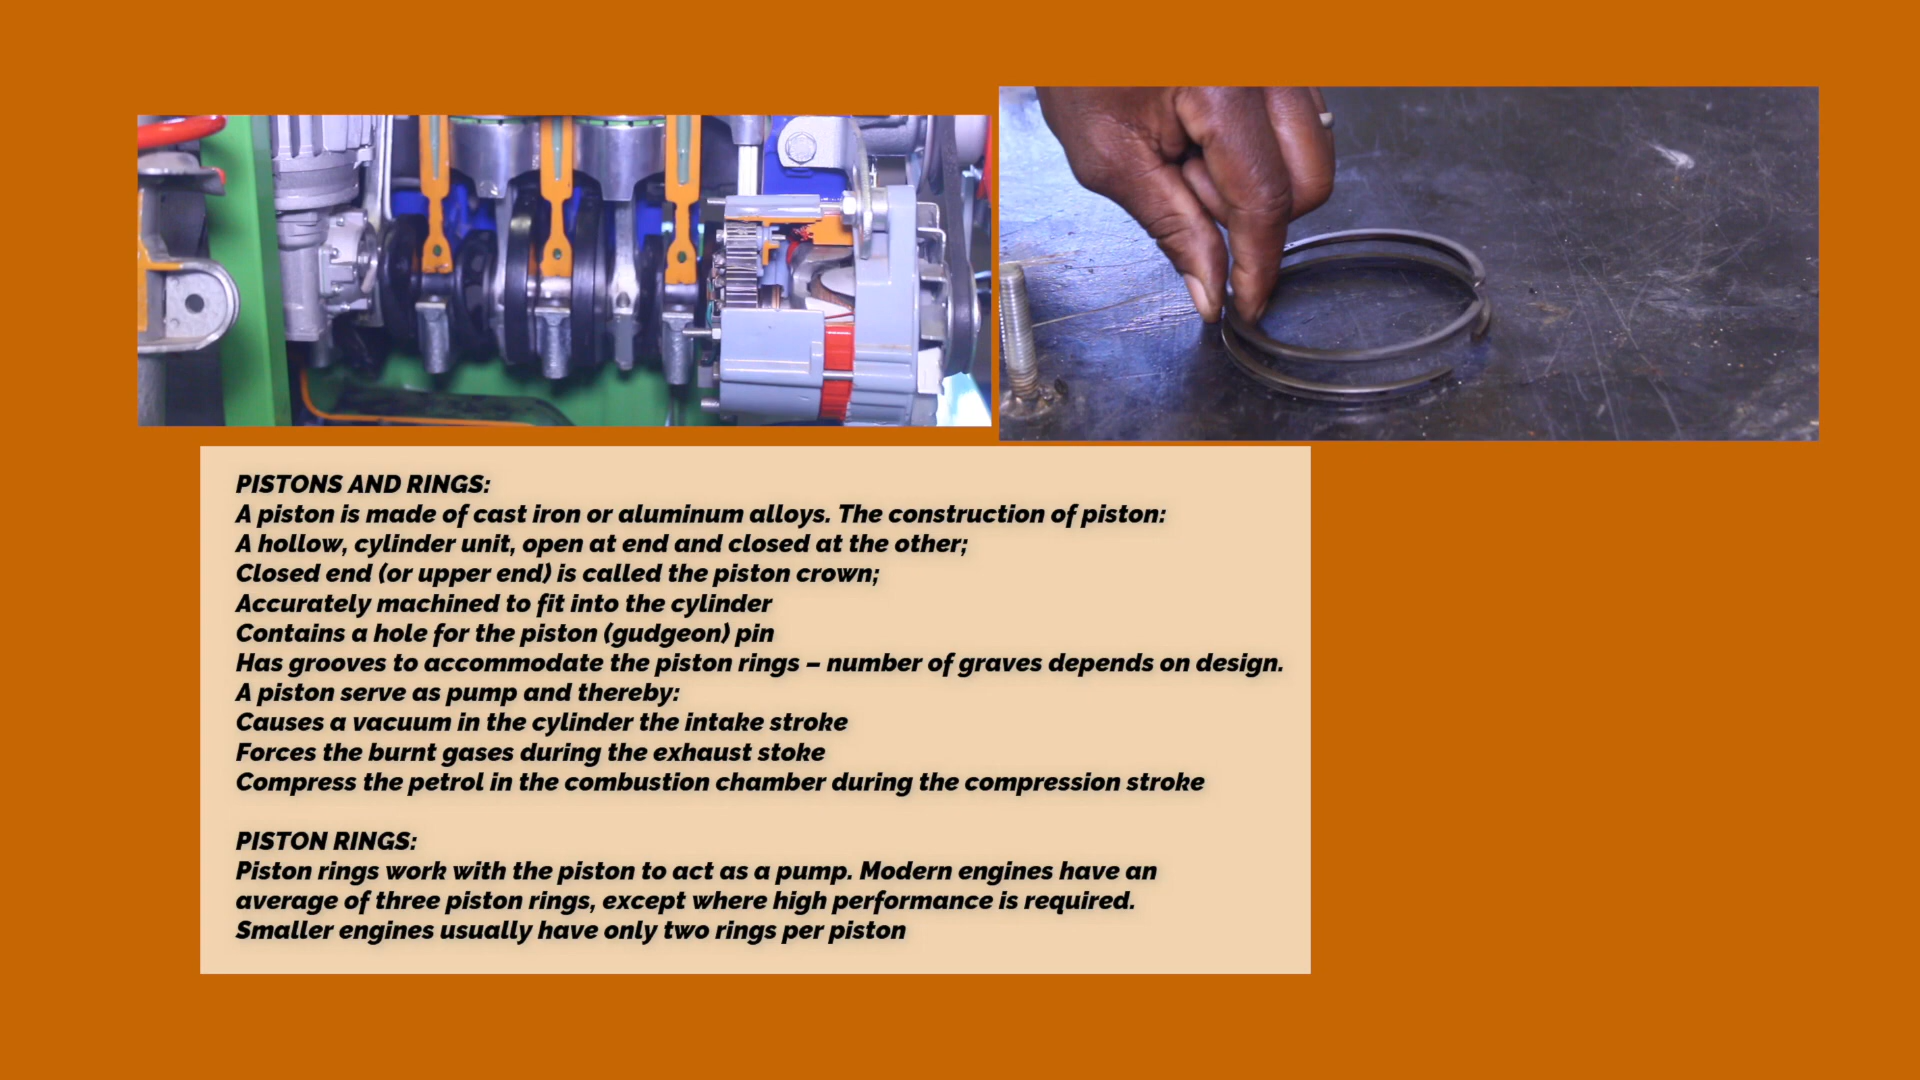 PISTONS AND RINGS:
A piston is made of cast iron or aluminum alloys. The construction of piston:
A hollow, cylinder unit, open at end and closed at the other;
Closed end (or upper end) is called the piston crown;
Accurately machined to fit into the cylinder
Contains a hole for the piston (gudgeon) pin
Has grooves to accommodate the piston rings – number of graves depends on design.
A piston serve as pump and thereby:
Causes a vacuum in the cylinder the intake stroke
Forces the burnt gases during the exhaust stoke
Compress the petrol in the combustion chamber during the compression stroke
PISTON RINGS:
Piston rings work with the piston to act as a pump. Modern engines have an
average of three piston rings, except where high performance is required.
Smaller engines usually have only two rings per piston